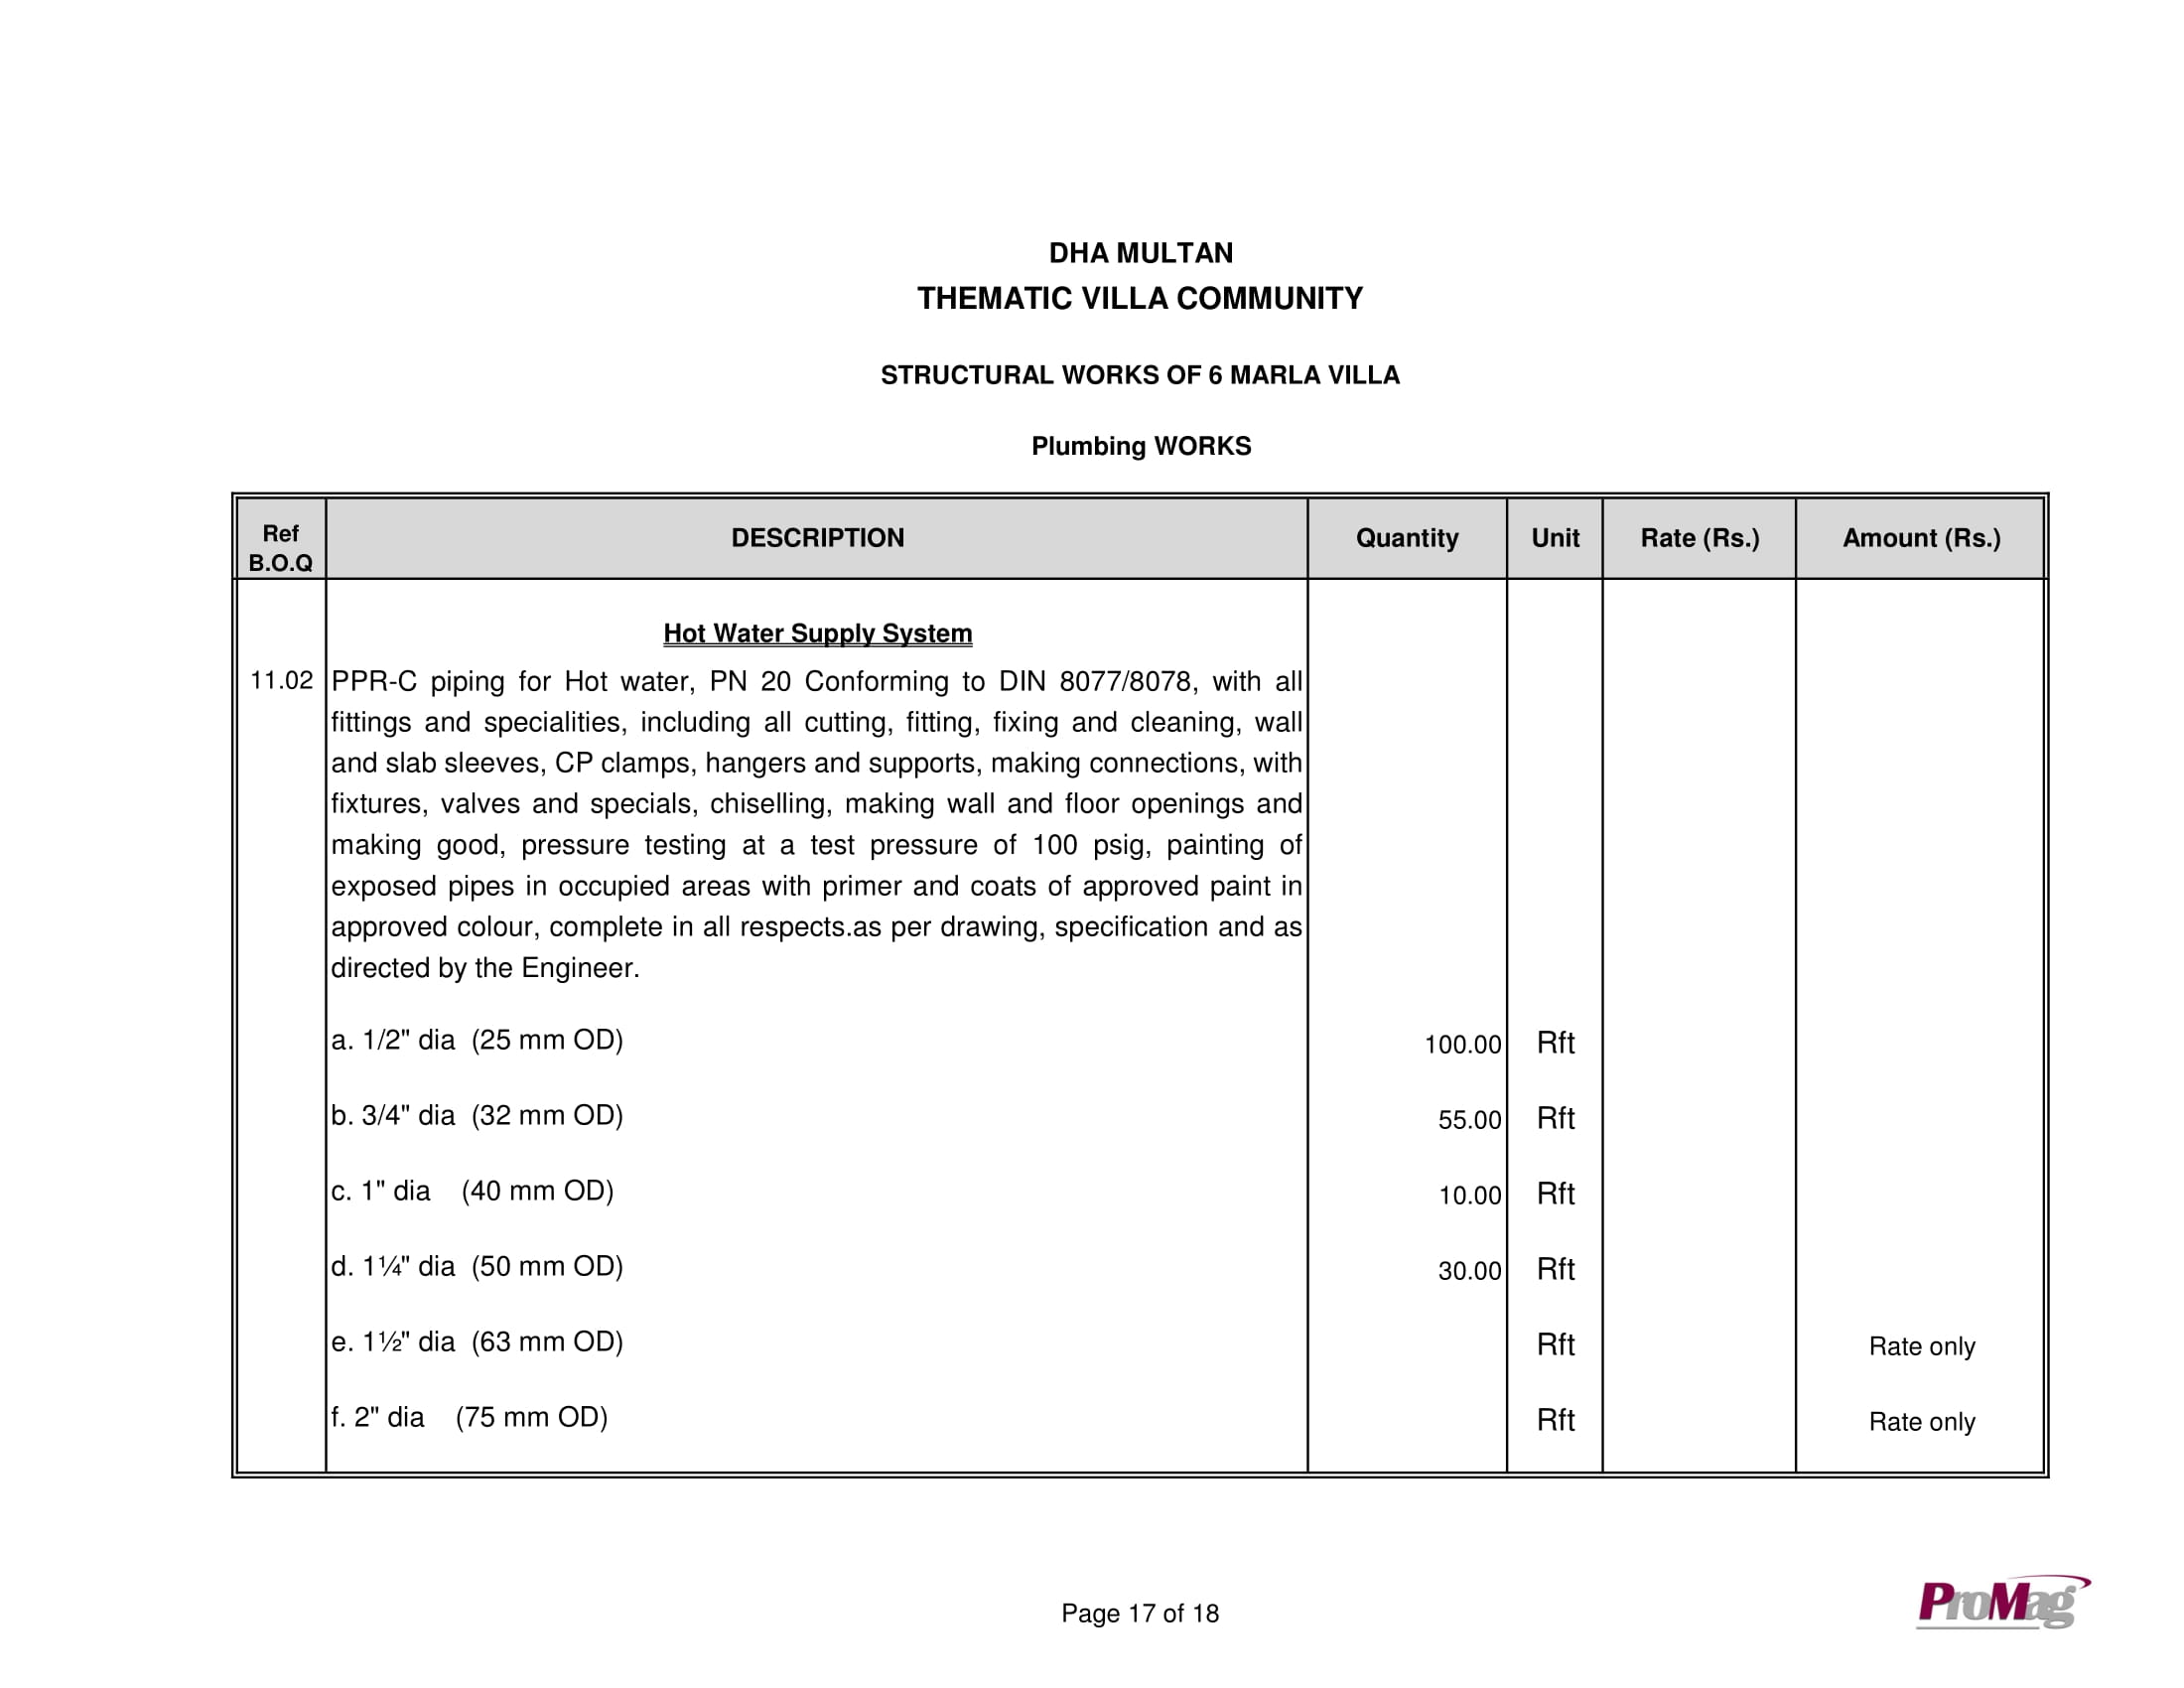 DHA MULTAN
THEMATIC VILLA COMMUNITY
STRUCTURAL WORKS OF 6 MARLA VILLA
Plumbing WORKS
Ref B.O.Q DESCRIPTION Quantity Unit Rate (Rs.) Amount (Rs.)
Hot Water Supply System
11.02 PPR-C piping for Hot water, PN 20 Conforming to DIN 8077/8078, with all
fittings and specialities, including all cutting, fitting, fixing and cleaning, wall
and slab sleeves, CP clamps, hangers and supports, making connections, with
fixtures, valves and specials, chiselling, making wall and floor openings and
making good, pressure testing at a test pressure of 100 psig, painting of
exposed pipes in occupied areas with primer and coats of approved paint in
approved colour, complete in all respects.as per drawing, specification and as
directed by the Engineer.
a. 1/2" dia (25 mm OD) 100.00 Rft
b. 3/4" dia (32 mm OD) 55.00 Rft
c. 1" dia (40 mm OD) 10.00 Rft
d. 1¼" dia (50 mm OD) 30.00 Rft
e. 1½" dia (63 mm OD) Rft Rate only
f. 2" dia (75 mm OD) Rft Rate only
Page 17 of 18
ProMag